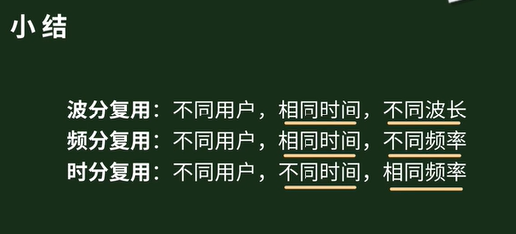 小结
波分复用：不同用户，相同时间，不同波长
频分复用：不同用户，相同时间，不同频率
时分复用：不同用户，不同时间，相同频率